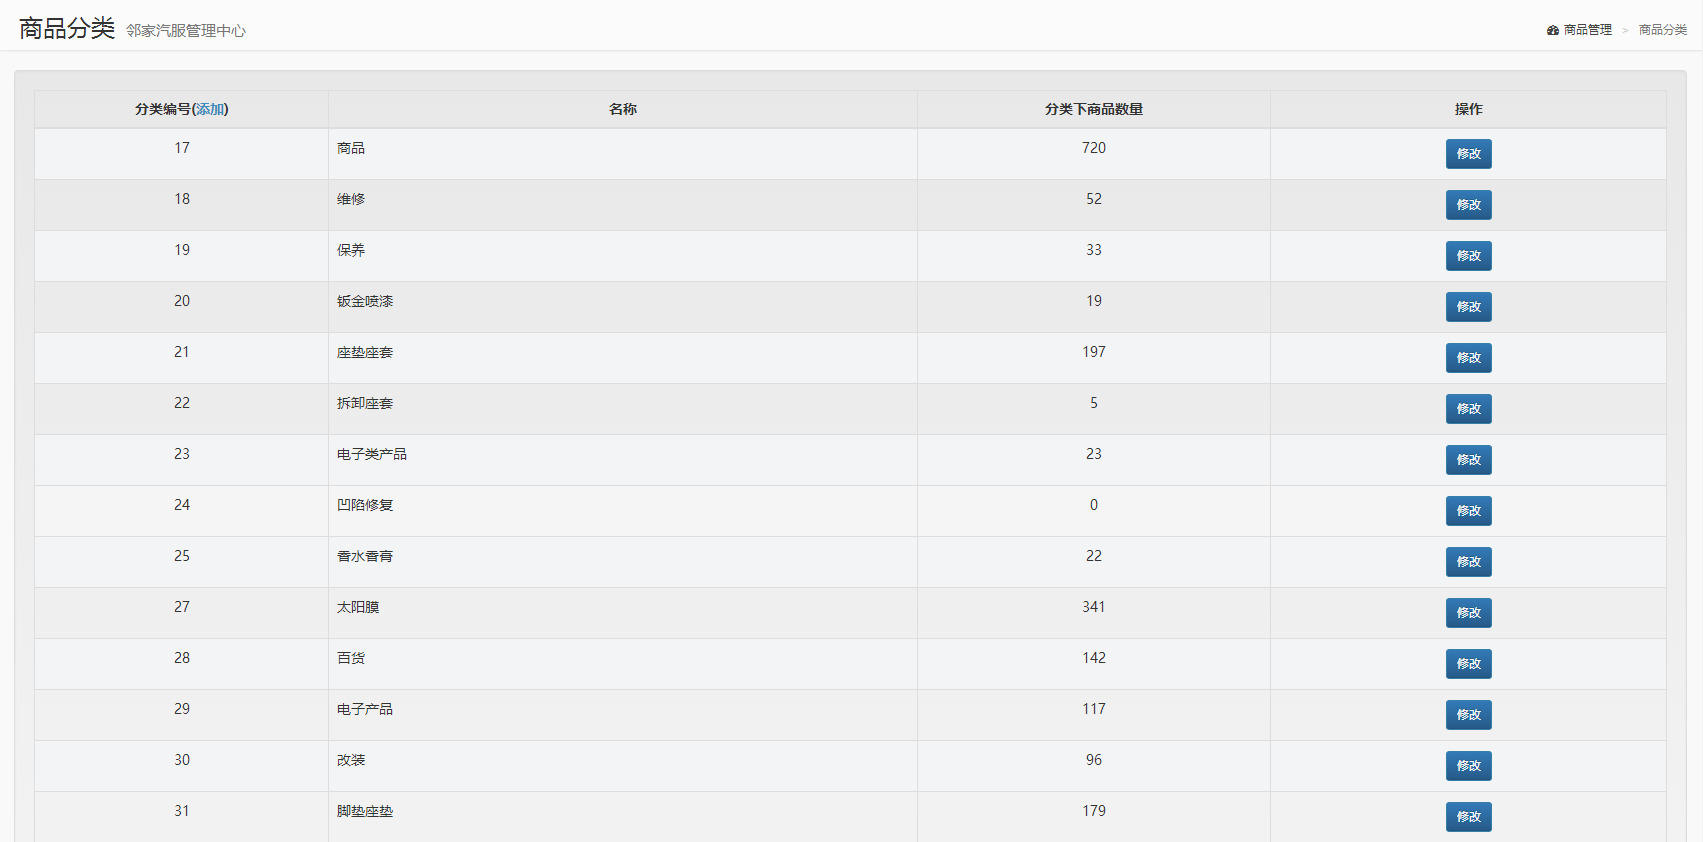 商品分类 邻家汽服管理中心
商品管理 > 商品分类
分类编号(添加) 名称 分类下商品数量 操作
17 商品 720 修改
18 维修 52 修改
19 保养 33 修改
20 钣金喷漆 19 修改
21 座垫座套 197 修改
22 拆卸座套 5 修改
23 电子类产品 23 修改
24 凹陷修复 0 修改
25 香水香膏 22 修改
27 太阳膜 341 修改
28 百货 142 修改
29 电子产品 117 修改
30 改装 96 修改
31 脚垫座垫 179 修改